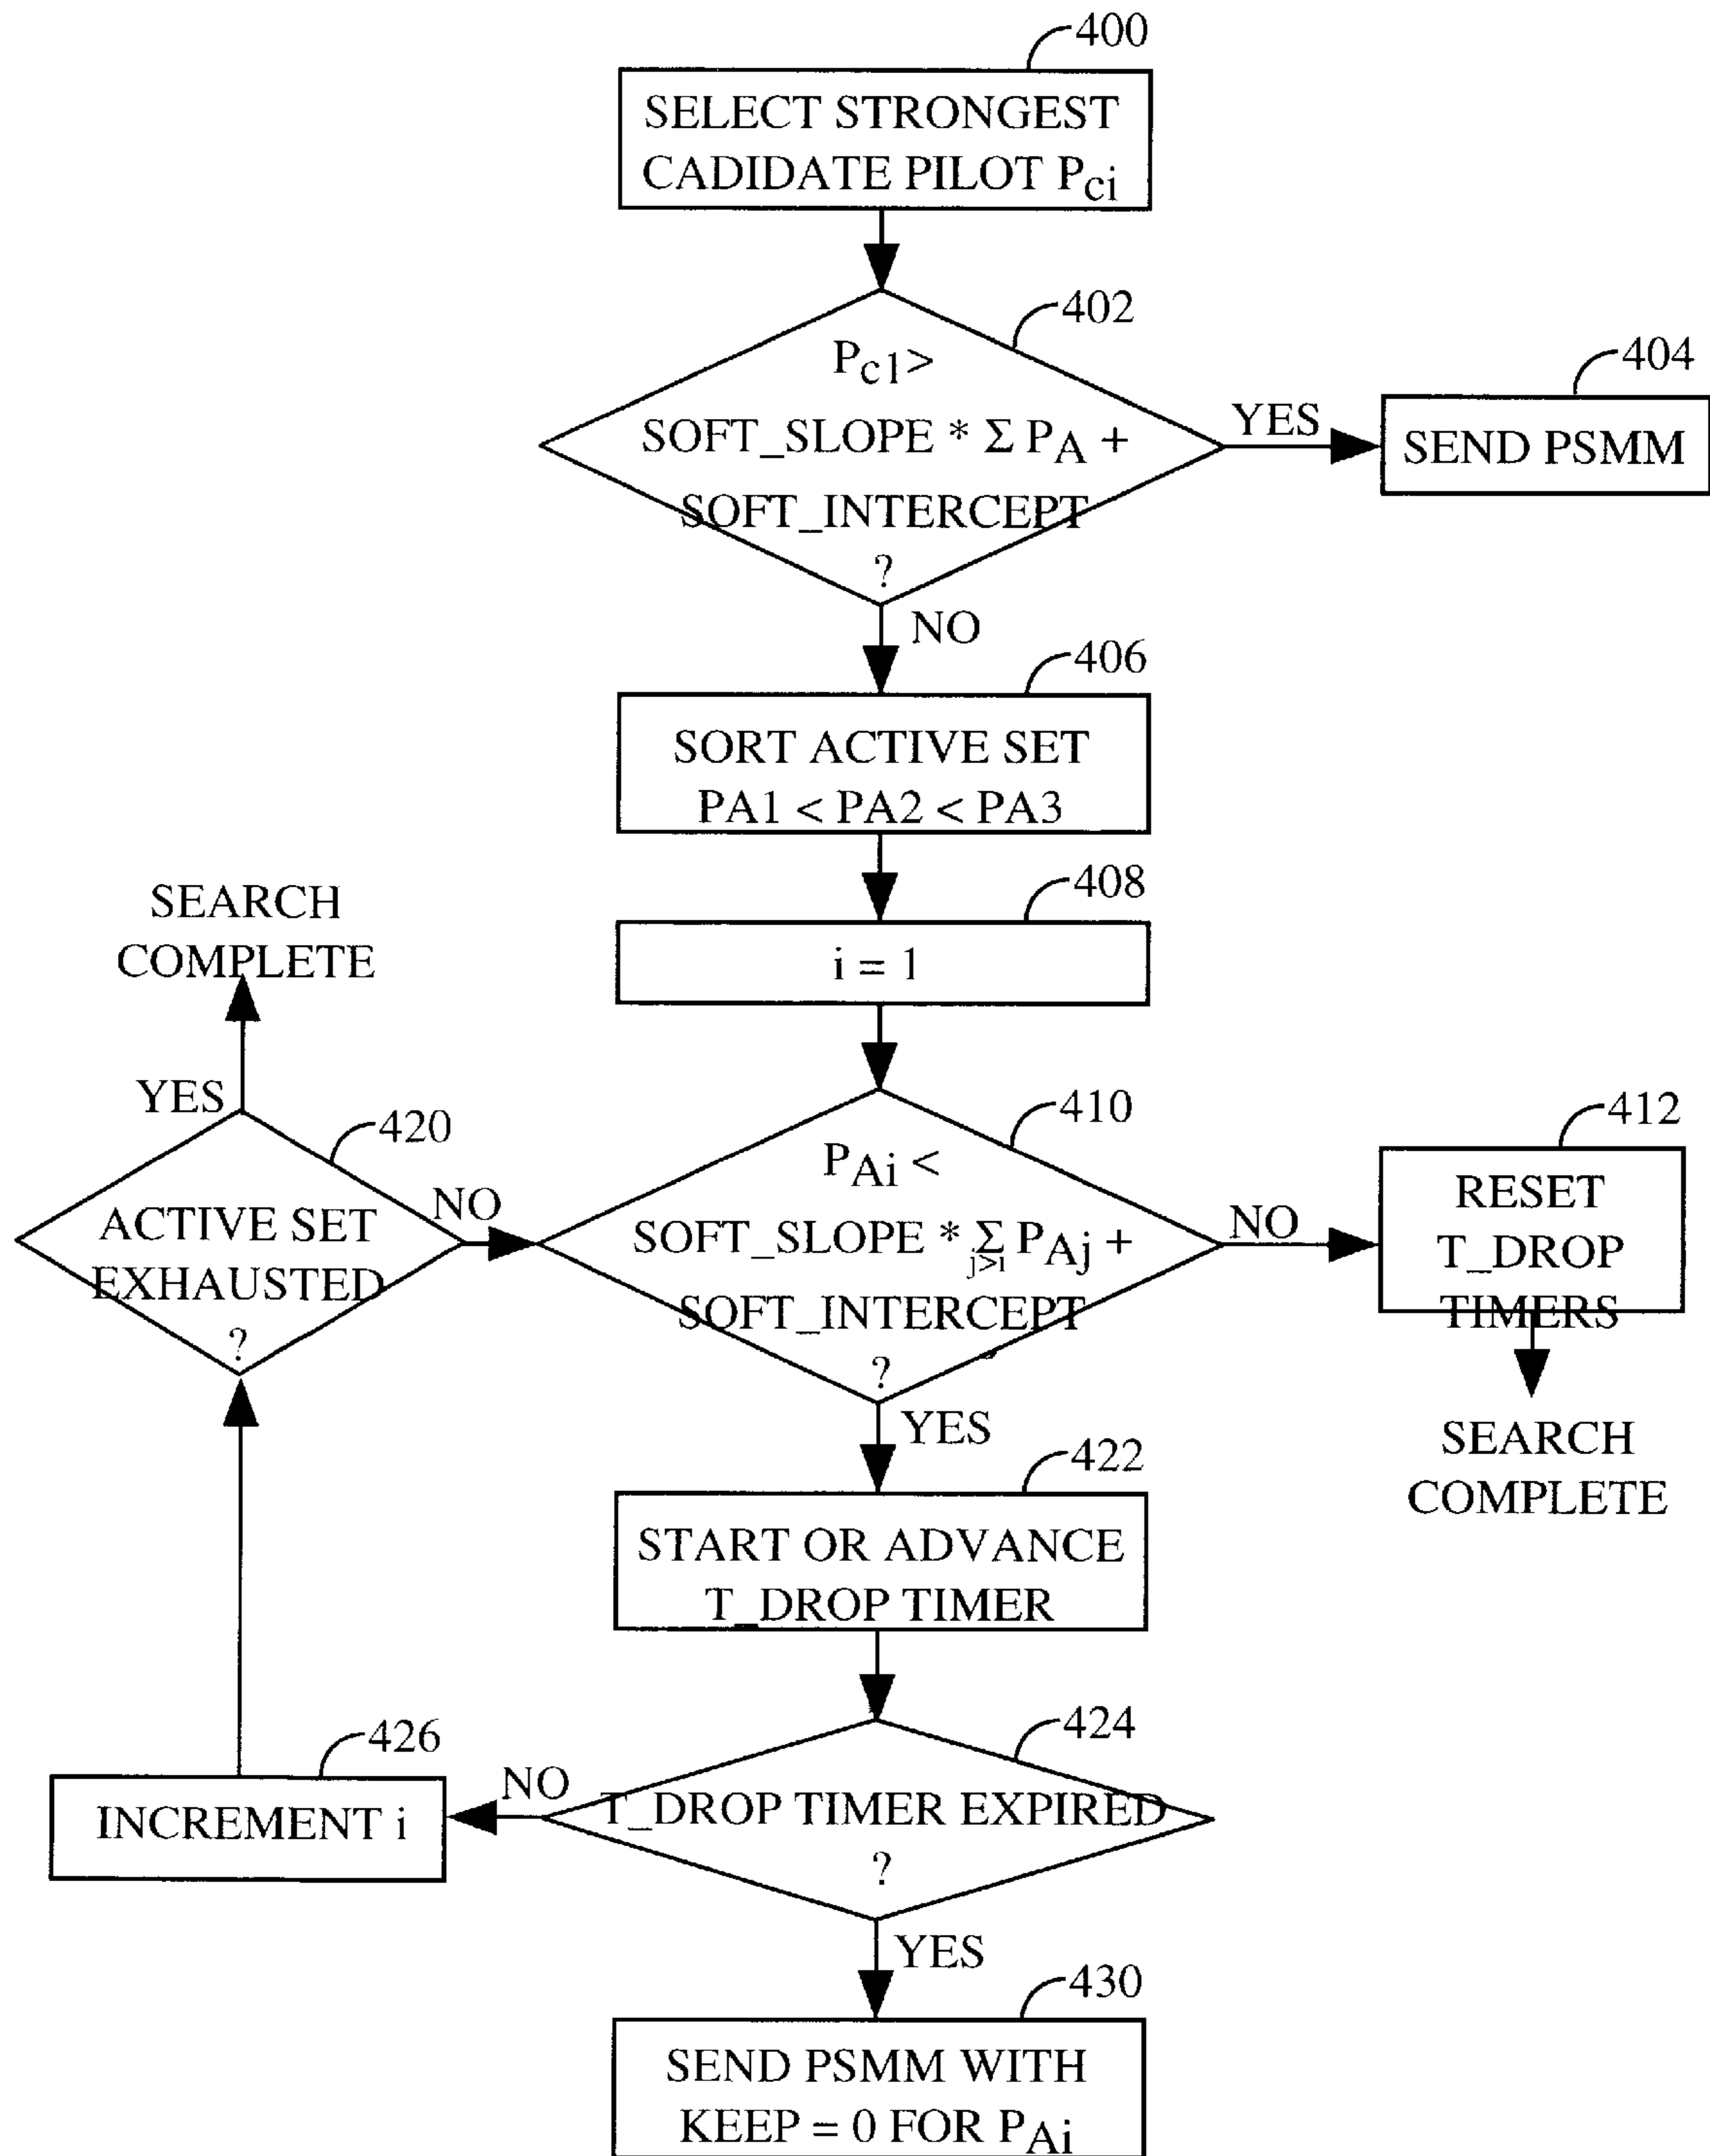 400
SELECT STRONGEST
CADIDATE PILOT Pci
402
Pc1>
SOFT_SLOPE * Σ PA +
SOFT_INTERCEPT
?
YES
404
SEND PSMM
NO
406
SORT ACTIVE SET
PA1 < PA2 < PA3
408
i = 1
SEARCH
COMPLETE
YES
420
ACTIVE SET
EXHAUSTED
?
NO
410
PAi <
SOFT_SLOPE * Σ PAj +
j>i
SOFT_INTERCEPT
?
NO
412
RESET
T_DROP
TIMERS
SEARCH
COMPLETE
YES
422
START OR ADVANCE
T_DROP TIMER
424
T_DROP TIMER EXPIRED
?
NO
426
INCREMENT i
YES
430
SEND PSMM WITH
KEEP = 0 FOR PAi